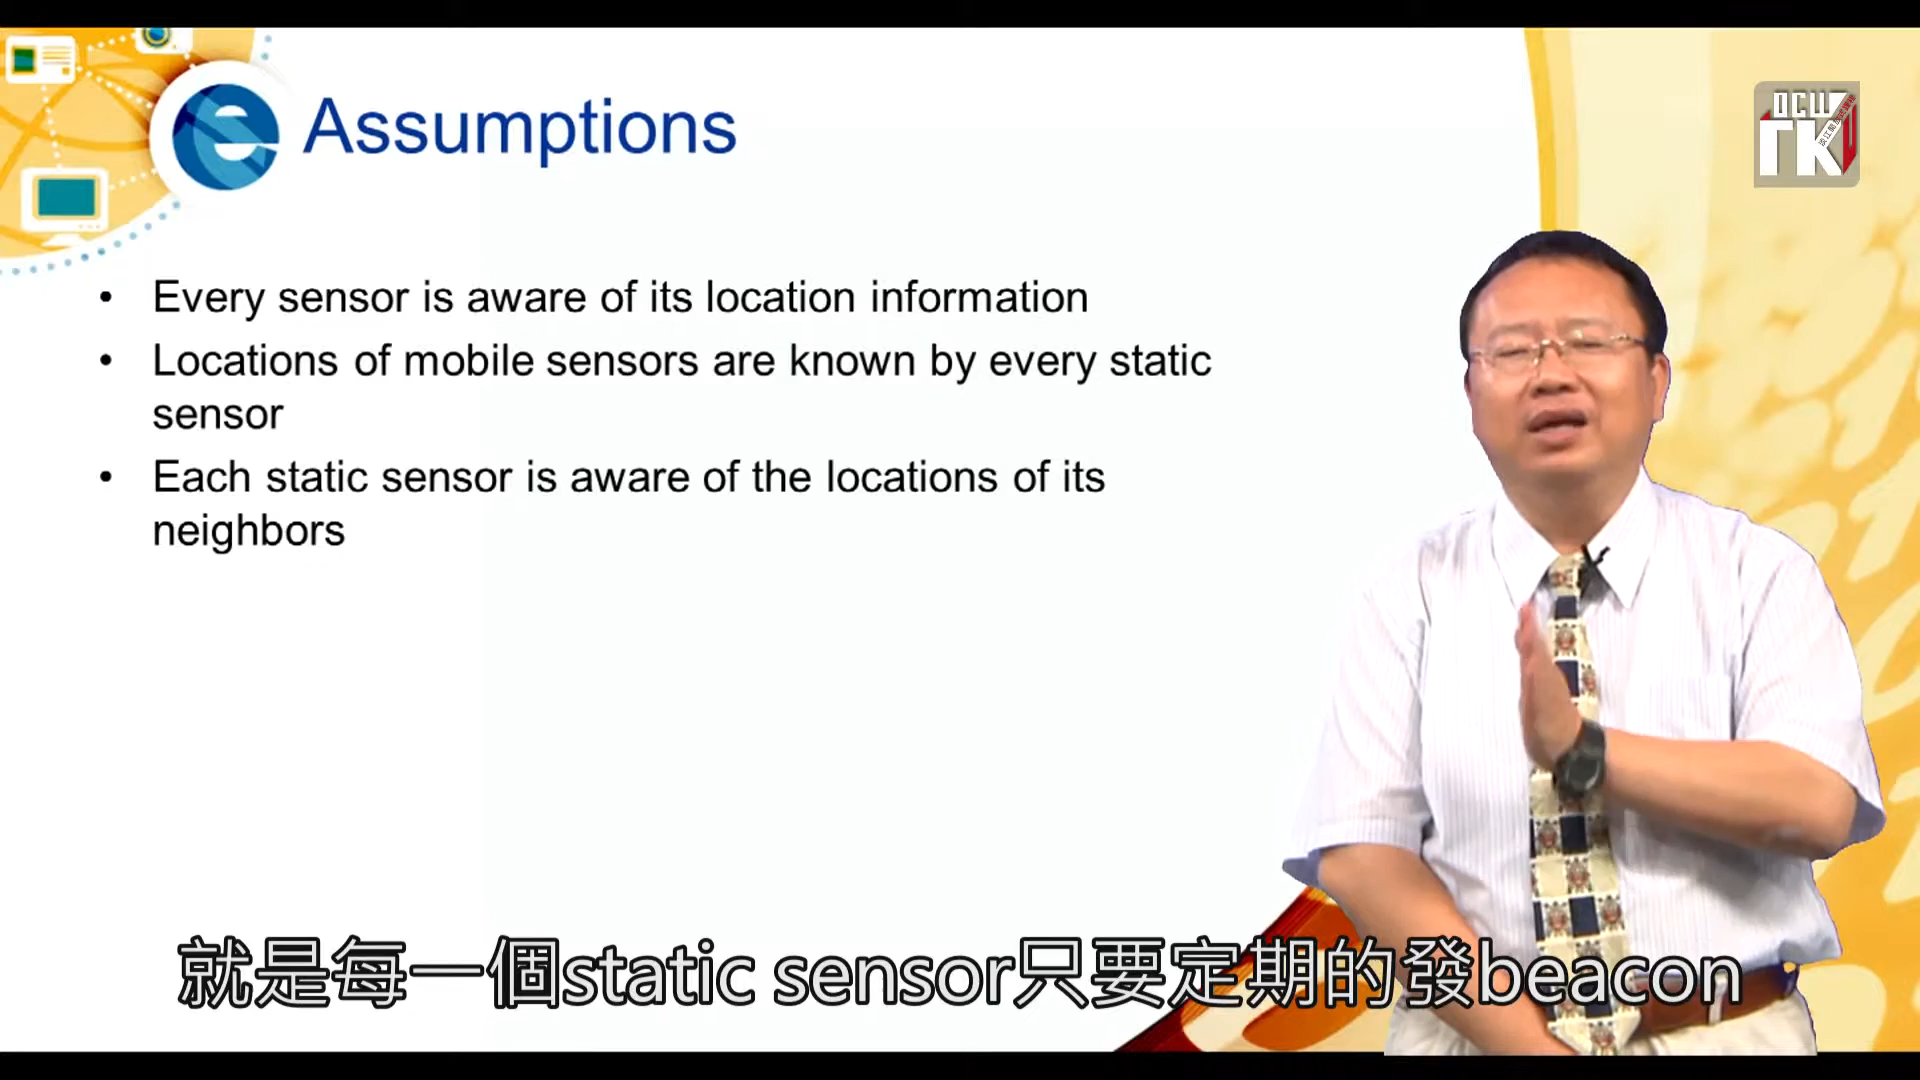 Assumptions
OCW
TKU
• Every sensor is aware of its location information
• Locations of mobile sensors are known by every static
sensor
• Each static sensor is aware of the locations of its
neighbors
就是每一個static sensor只要定期的發beacon